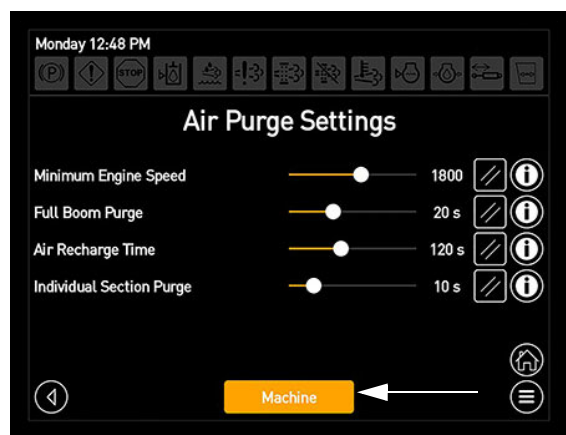 Monday 12:48 PM
(P) STOP
Air Purge Settings
Minimum Engine Speed 1800
Full Boom Purge 20 s
Air Recharge Time 120 s
Individual Section Purge 10 s
Machine